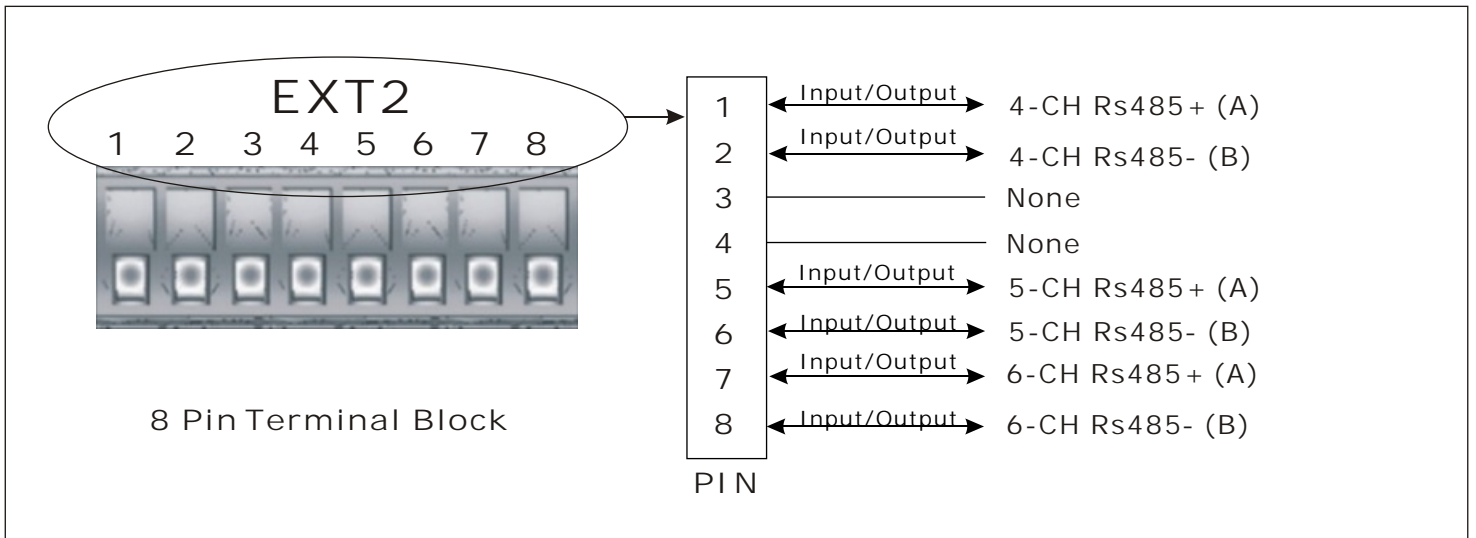 EXT2
1 2 3 4 5 6 7 8
8 Pin Terminal Block
1 Input/Output 4-CH Rs485+ (A)
2 Input/Output 4-CH Rs485- (B)
3 None
4 None
5 Input/Output 5-CH Rs485+ (A)
6 Input/Output 5-CH Rs485- (B)
7 Input/Output 6-CH Rs485+ (A)
8 Input/Output 6-CH Rs485- (B)
PIN